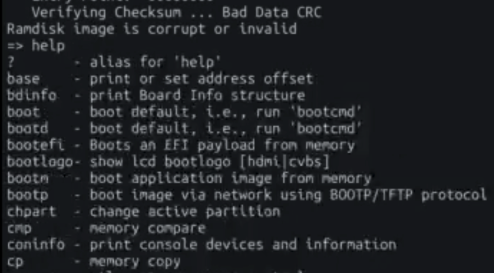 Verifying Checksum ... Bad Data CRC
Ramdisk image is corrupt or invalid
=> help
?       - alias for 'help'
base    - print or set address offset
bdinfo  - print Board Info structure
boot    - boot default, i.e., run 'bootcmd'
bootd   - boot default, i.e., run 'bootcmd'
bootefi - Boots an EFI payload from memory
bootlogo- show lcd bootlogo [hdmi|cvbs]
bootm   - boot application image from memory
bootp   - boot image via network using BOOTP/TFTP protocol
chpart  - change active partition
cmp     - memory compare
coninfo - print console devices and information
cp      - memory copy